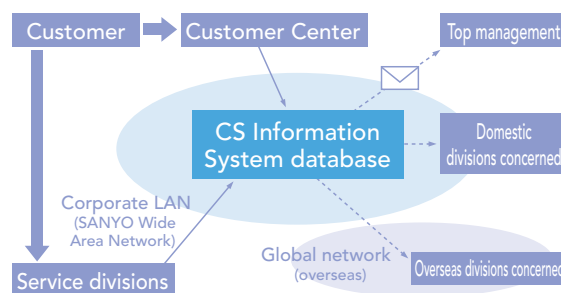 Customer
Customer Center
Top management
CS Information
System database
Domestic
divisions concerned
Corporate LAN
(SANYO Wide
Area Network)
Global network
(overseas)
Service divisions
Overseas divisions concerned